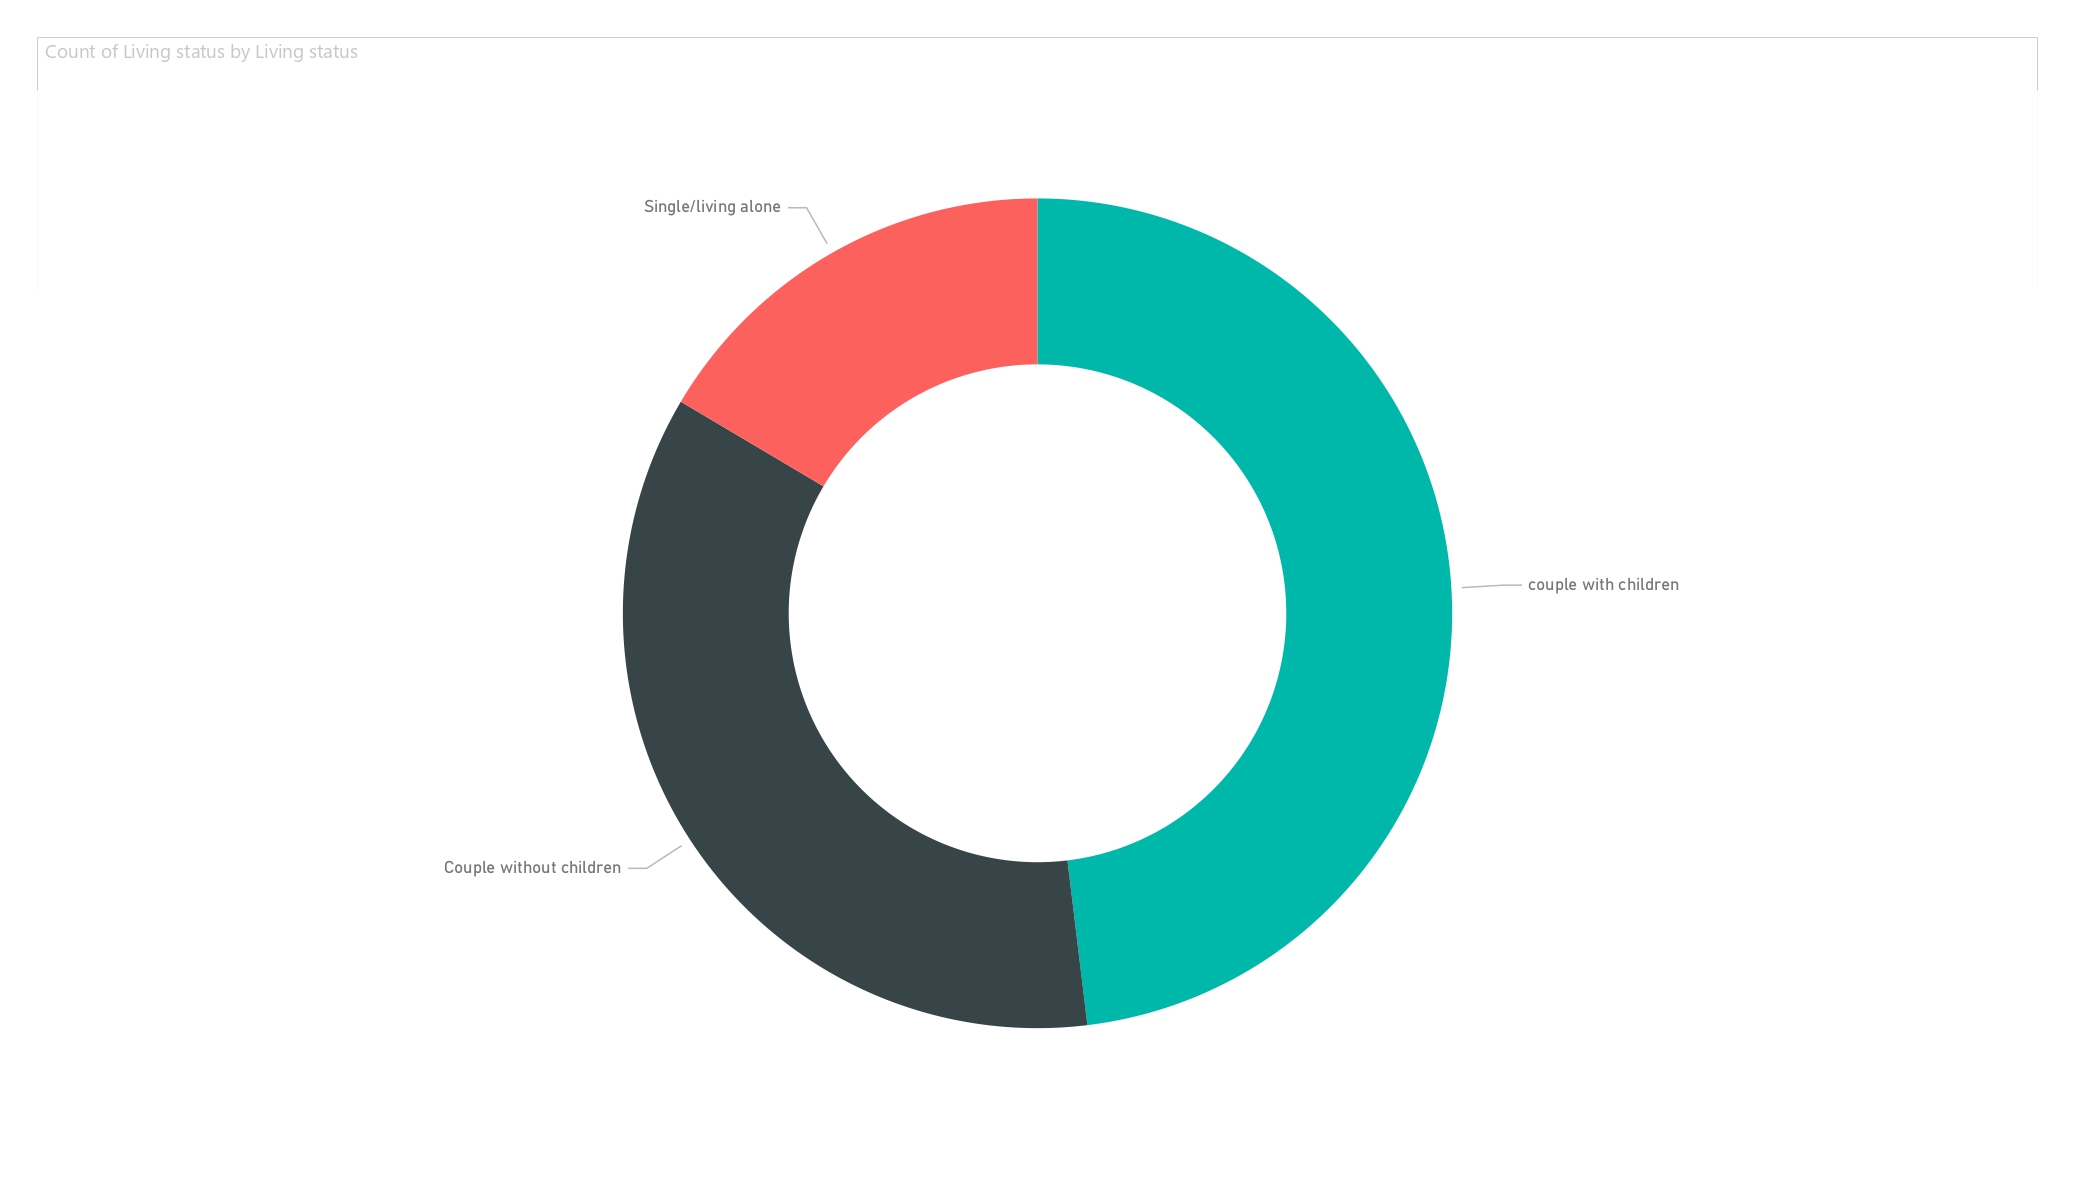 Count of Living status by Living status
Single/living alone
couple with children
Couple without children